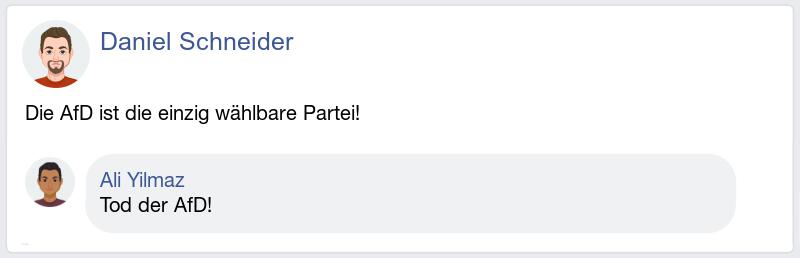 Daniel Schneider
Die AfD ist die einzig wählbare Partei!
Ali Yilmaz
Tod der AfD!